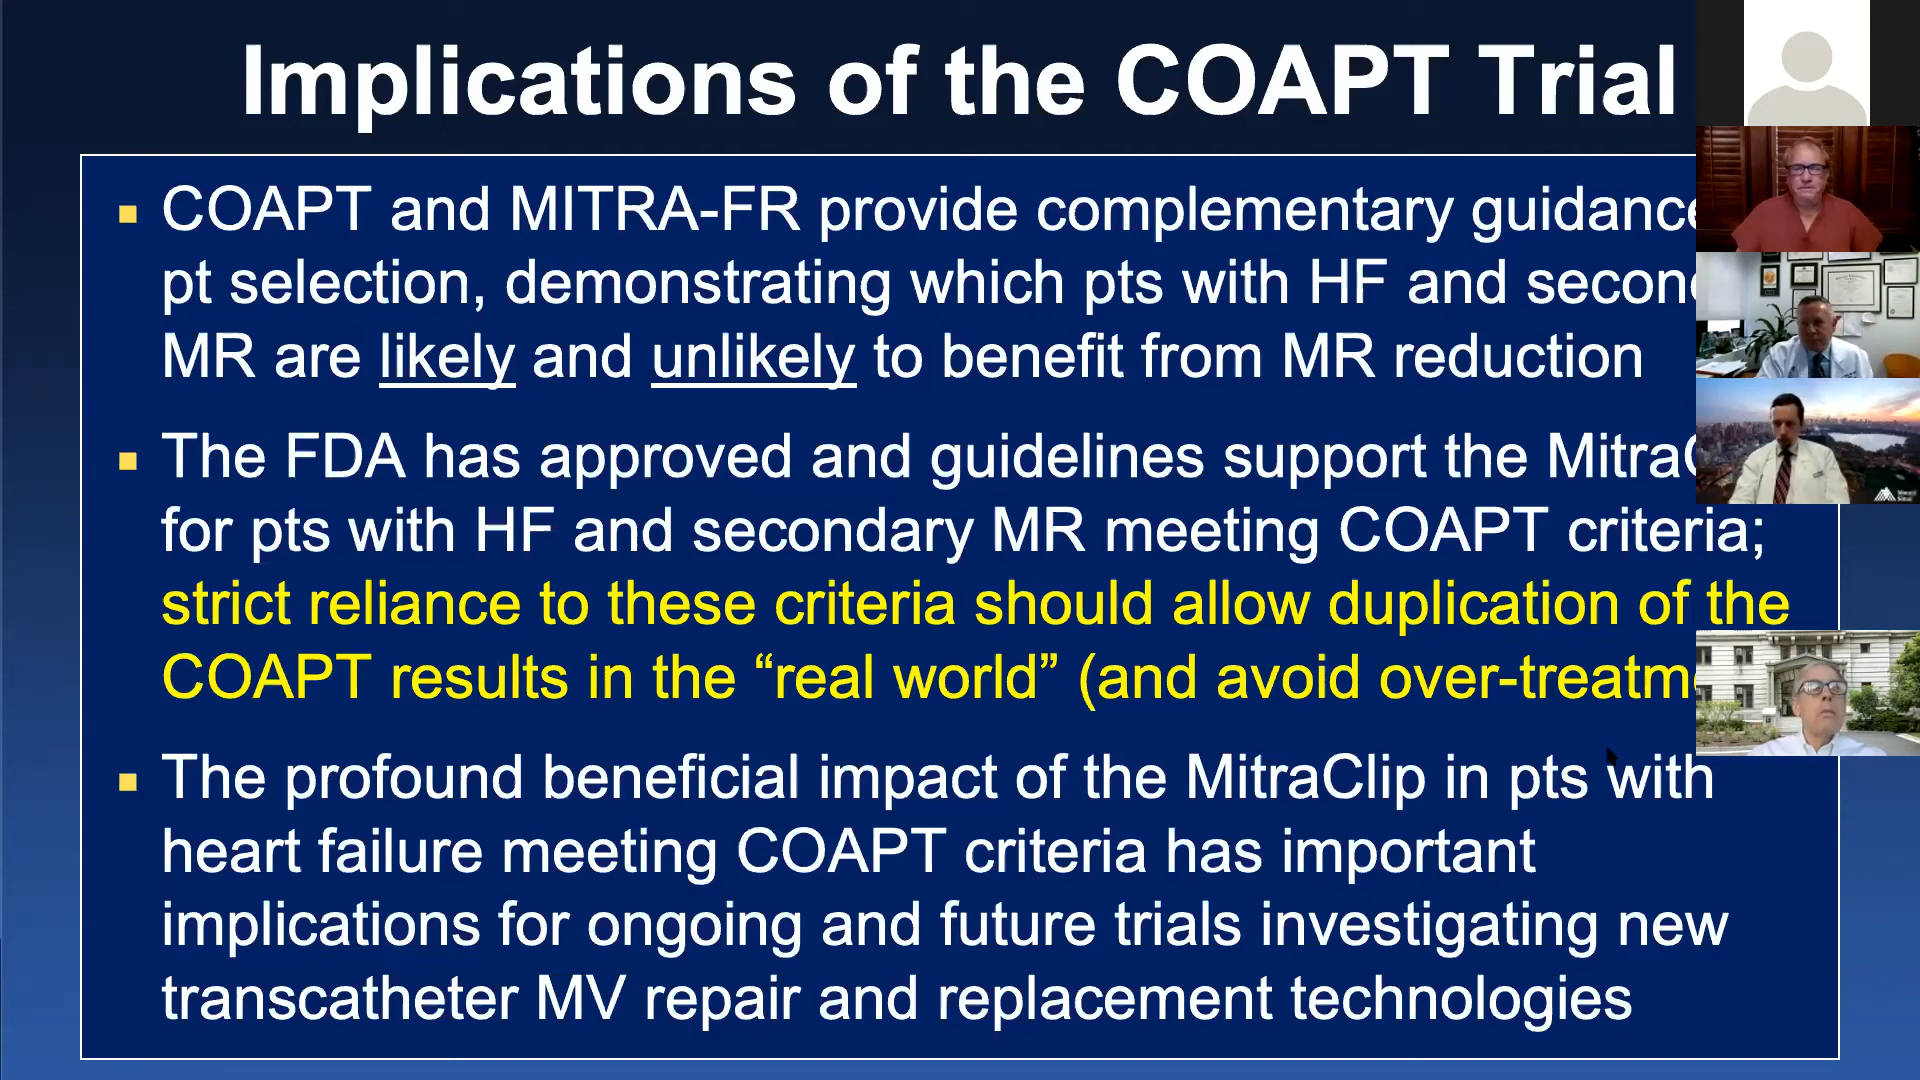 Implications of the COAPT Trial
COAPT and MITRA-FR provide complementary
pt selection, demonstrating which pts with HF and
MR are likely and unlikely to benefit from MR reduction
The FDA has approved and guidelines support the
for pts with HF and secondary MR meeting COAPT criteria;
strict reliance to these criteria should allow duplication of the
COAPT results in the “real world” (and avoid
The profound beneficial impact of the MitraClip in pts with
heart failure meeting COAPT criteria has important
implications for ongoing and future trials investigating new
transcatheter MV repair and replacement technologies